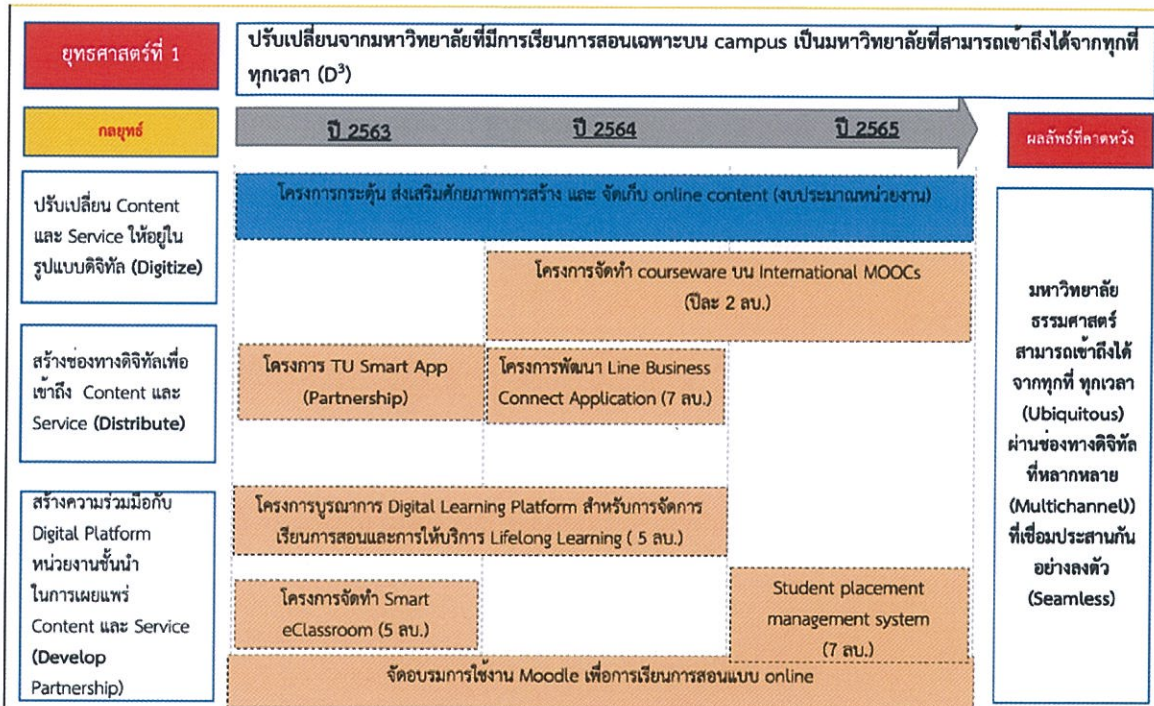 ยุทธศาสตร์ที่ 1
ปรับเปลี่ยนจากมหาวิทยาลัยที่มีการเรียนการสอนเฉพาะบน campus เป็นมหาวิทยาลัยที่สามารถเข้าถึงได้จากทุกที่
ทุกเวลา (D³)
กลยุทธ์
ปี 2563
ปี 2564
ปี 2565
ผลลัพธ์ที่คาดหวัง
ปรับเปลี่ยน Content
และ Service ให้อยู่ใน
รูปแบบดิจิทัล (Digitize)
โครงการกระตุ้น ส่งเสริมศักยภาพการสร้าง และ จัดเก็บ online content (งบประมาณหน่วยงาน)
โครงการจัดทำ courseware บน International MOOCs
(ปีละ 2 ลบ.)
สร้างช่องทางดิจิทัลเพื่อ
เข้าถึง Content และ
Service (Distribute)
โครงการ TU Smart App
(Partnership)
โครงการพัฒนา Line Business
Connect Application (7 ลบ.)
สร้างความร่วมมือกับ
Digital Platform
หน่วยงานชั้นนำ
ในการเผยแพร่
Content และ Service
(Develop
Partnership)
โครงการบูรณาการ Digital Learning Platform สำหรับการจัดการ
เรียนการสอนและการให้บริการ Lifelong Learning ( 5 ลบ.)
โครงการจัดทำ Smart
eClassroom (5 ลบ.)
Student placement
management system
(7 ลบ.)
จัดอบรมการใช้งาน Moodle เพื่อการเรียนการสอนแบบ online
มหาวิทยาลัย
ธรรมศาสตร์
สามารถเข้าถึงได้
จากทุกที่ ทุกเวลา
(Ubiquitous)
ผ่านช่องทางดิจิทัล
ที่หลากหลาย
(Multichannel))
ที่เชื่อมประสานกัน
อย่างลงตัว
(Seamless)